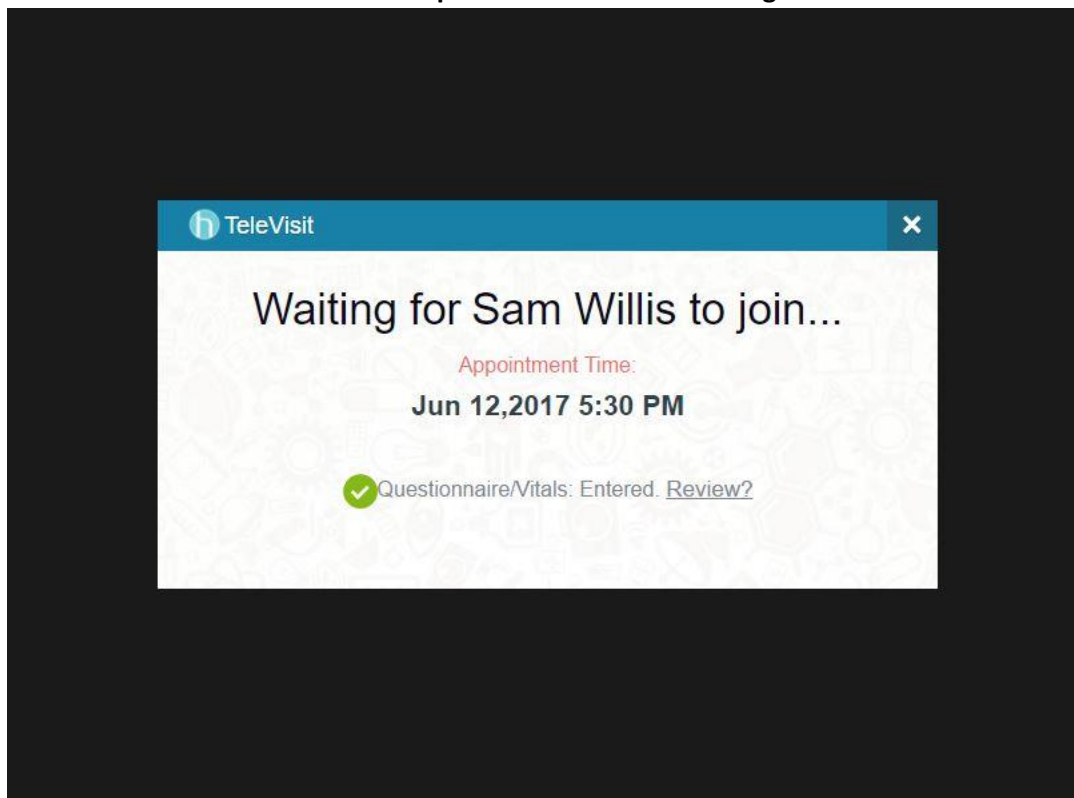 TeleVisit
Waiting for Sam Willis to join...
Appointment Time:
Jun 12,2017 5:30 PM
Questionnaire/Vitals: Entered. Review?